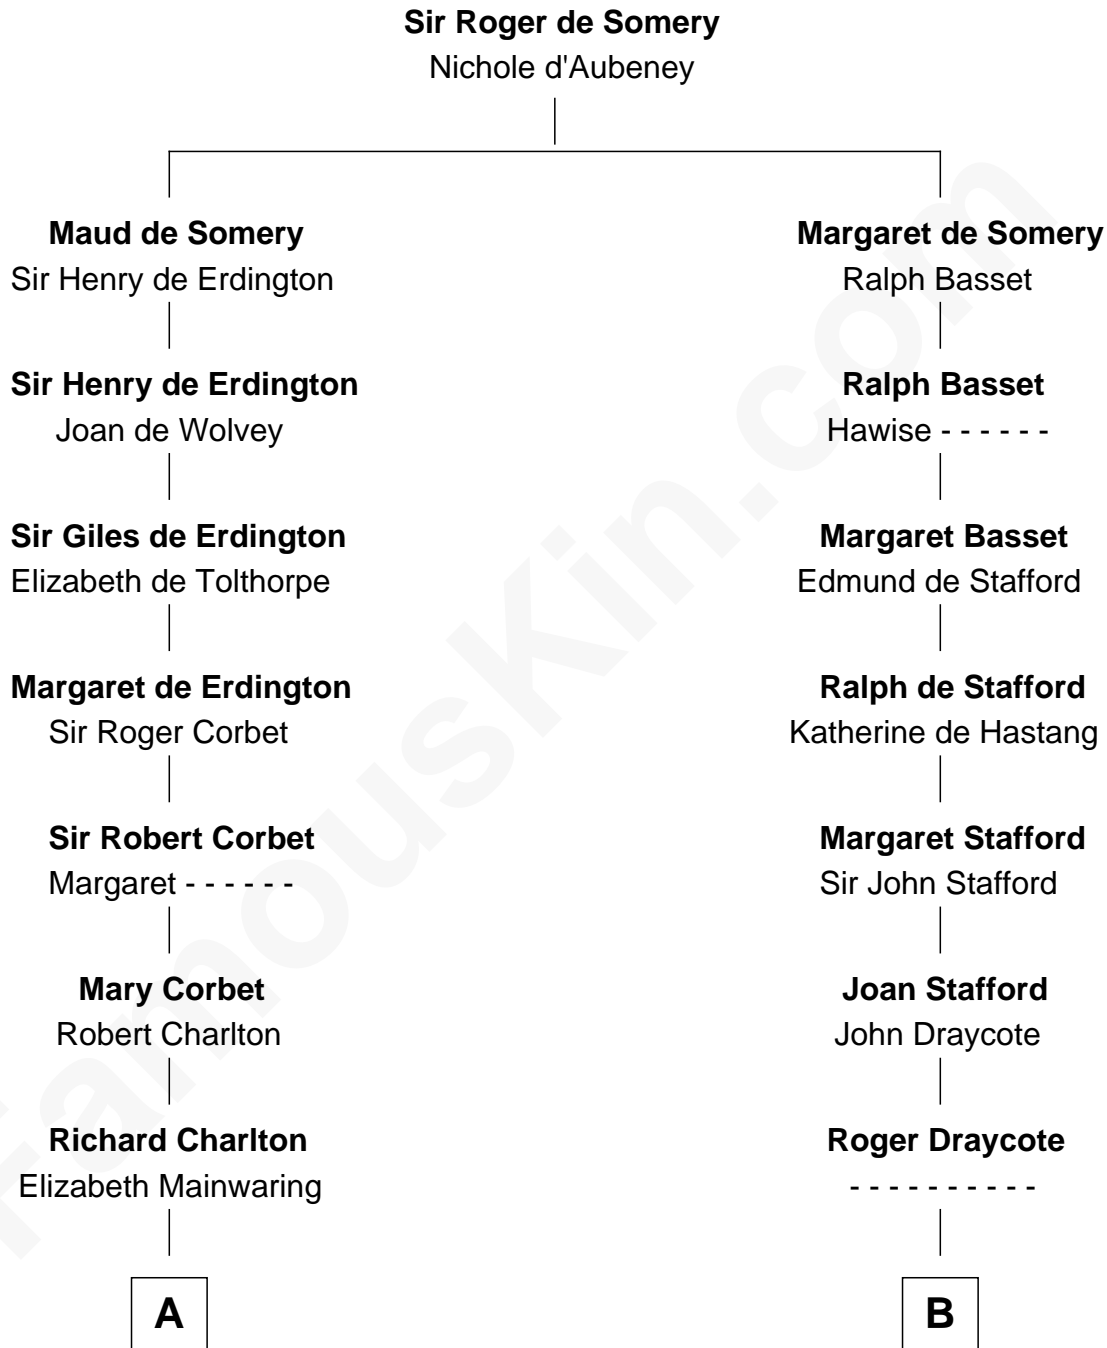 Sir Roger de Somery
Nichole d'Aubeney
Maud de Somery
Sir Henry de Erdington
Margaret de Somery
Ralph Basset
Sir Henry de Erdington
Joan de Wolvey
Ralph Basset
Hawise - - - - - -
Sir Giles de Erdington
Elizabeth de Tolthorpe
Margaret Basset
Edmund de Stafford
Margaret de Erdington
Sir Roger Corbet
Ralph de Stafford
Katherine de Hastang
Sir Robert Corbet
Margaret - - - - - -
Margaret Stafford
Sir John Stafford
Mary Corbet
Robert Charlton
Joan Stafford
John Draycote
Richard Charlton
Elizabeth Mainwaring
Roger Draycote
- - - - - - - - - -
A
B
FamousKin.com